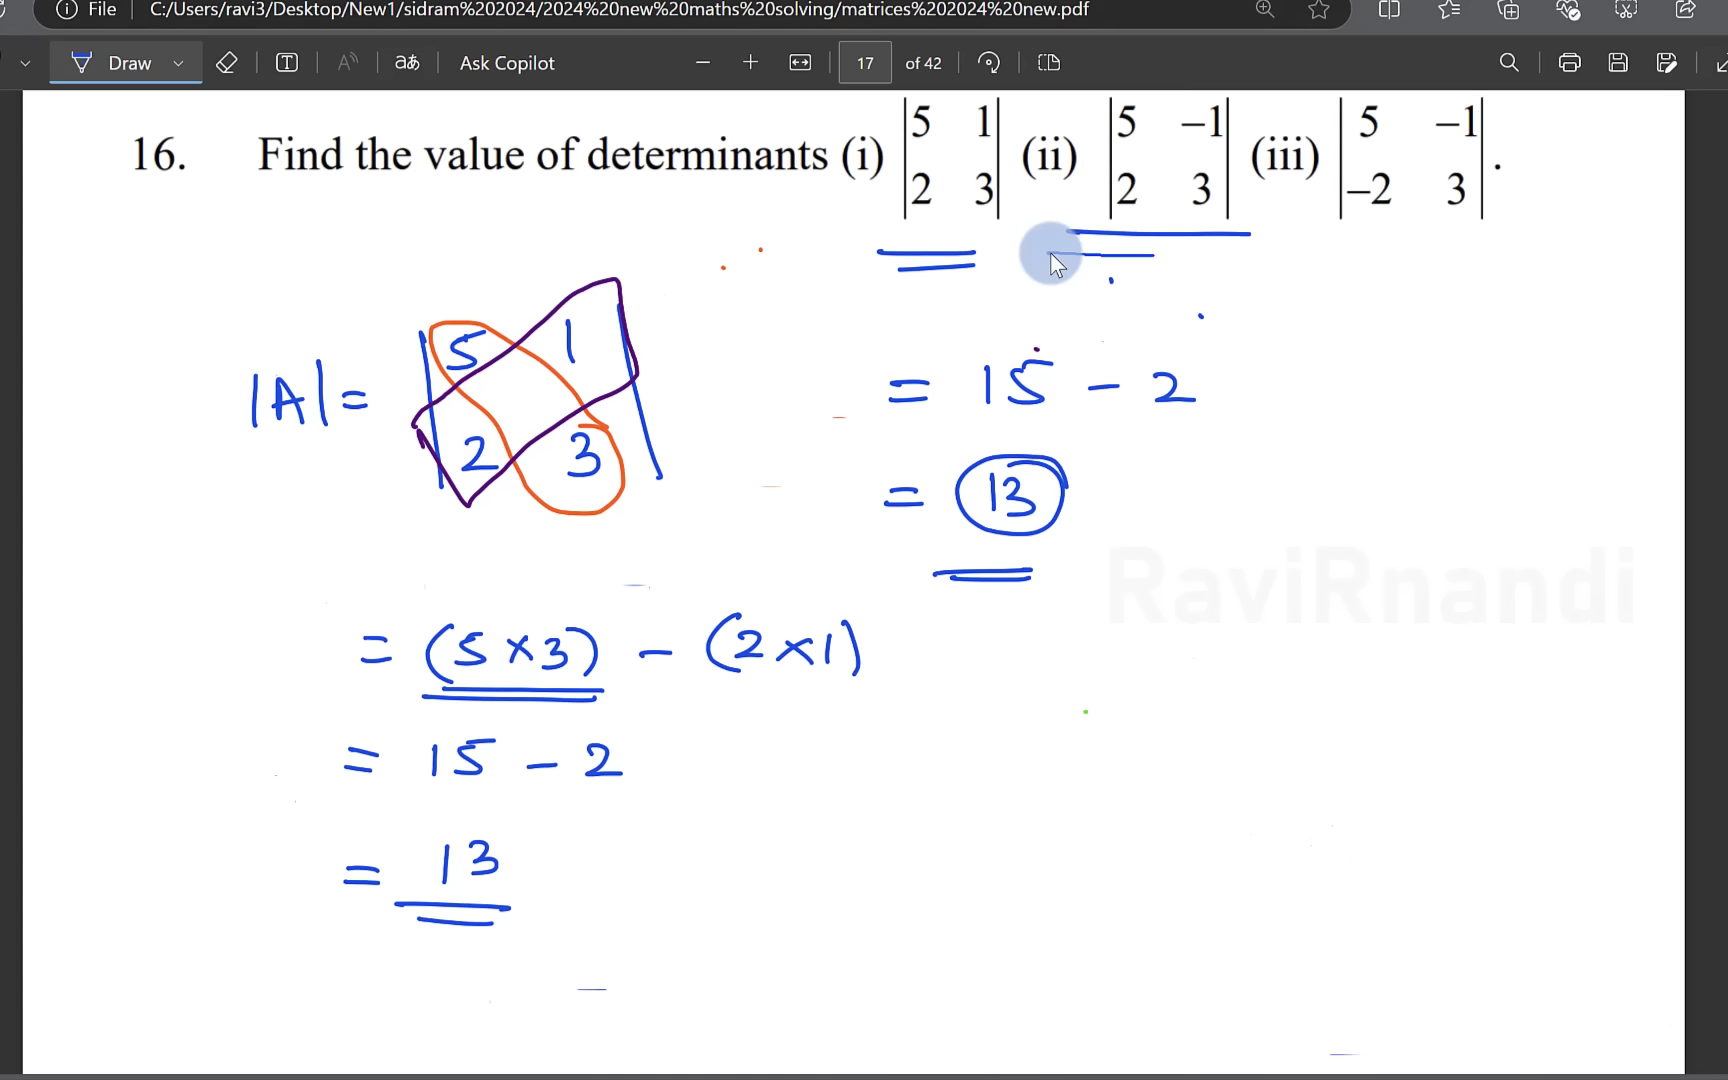 File C:/Users/ravi3/Desktop/New1/sidram%202024/2024%20new%20maths%20solving/matrices%202024%20new.pdf
Draw T A aあ Ask Copilot 17 of 42
16. Find the value of determinants (i) |5 1| (ii) |5 −1| (iii) |5 −1| .
|2 3| |2 3| |−2 3|
|A| = |5 1|
|2 3|
= 15 − 2
= 13
RaviRnandi
= (5 × 3) − (2 × 1)
= 15 − 2
= 13